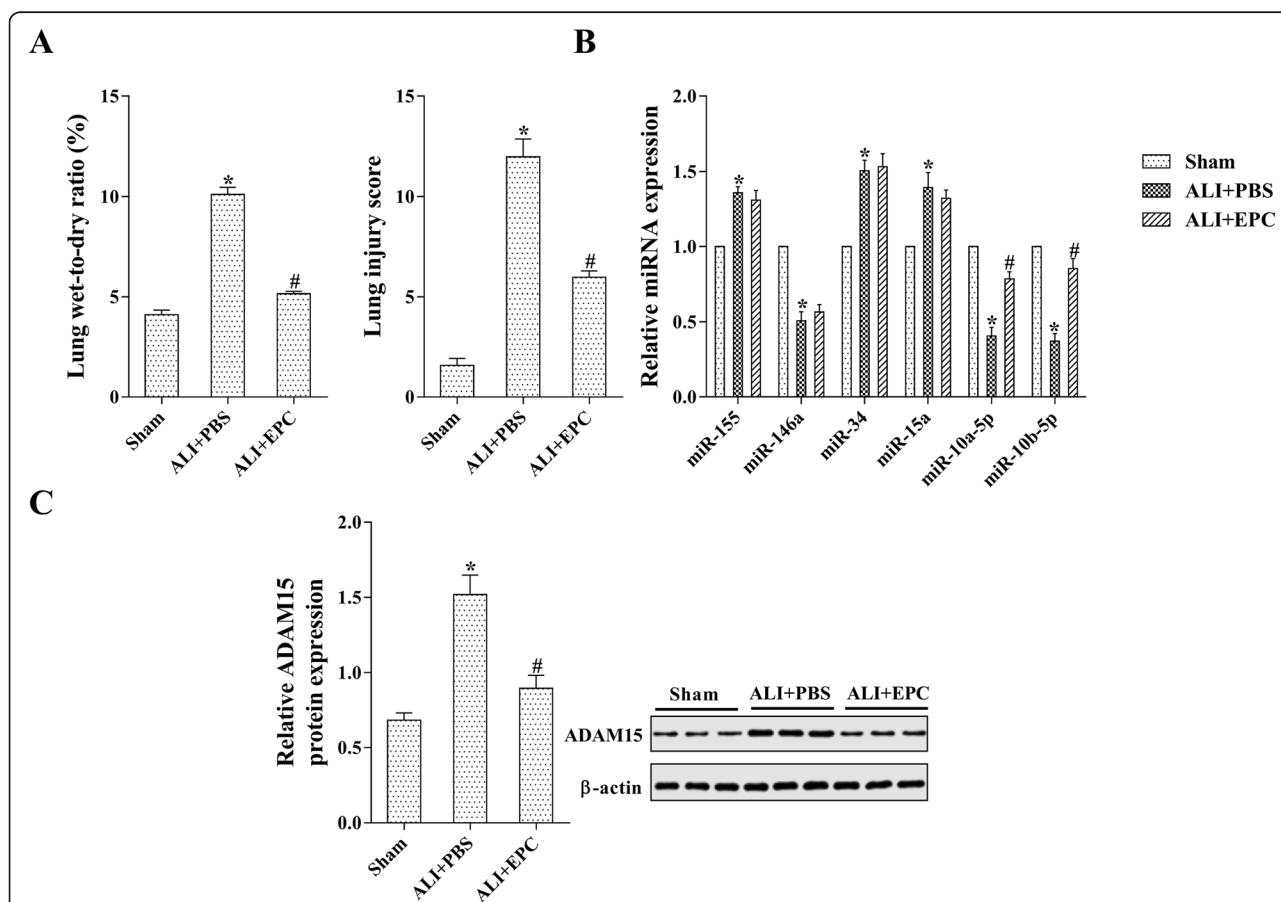 A
B
15
10
5
0
Lung wet-to-dry ratio (%)
*
#
Sham
ALI+PBS
ALI+EPC
15
10
5
0
Lung injury score
*
#
Sham
ALI+PBS
ALI+EPC
2.0
1.5
1.0
0.5
0.0
Relative miRNA expression
*
*
*
*
*
#
*
#
miR-155
miR-146a
miR-34
miR-15a
miR-10a-5p
miR-10b-5p
Sham
ALI+PBS
ALI+EPC
C
2.0
1.5
1.0
0.5
0.0
Relative ADAM15
protein expression
*
#
Sham
ALI+PBS
ALI+EPC
Sham ALI+PBS ALI+EPC
ADAM15
β-actin